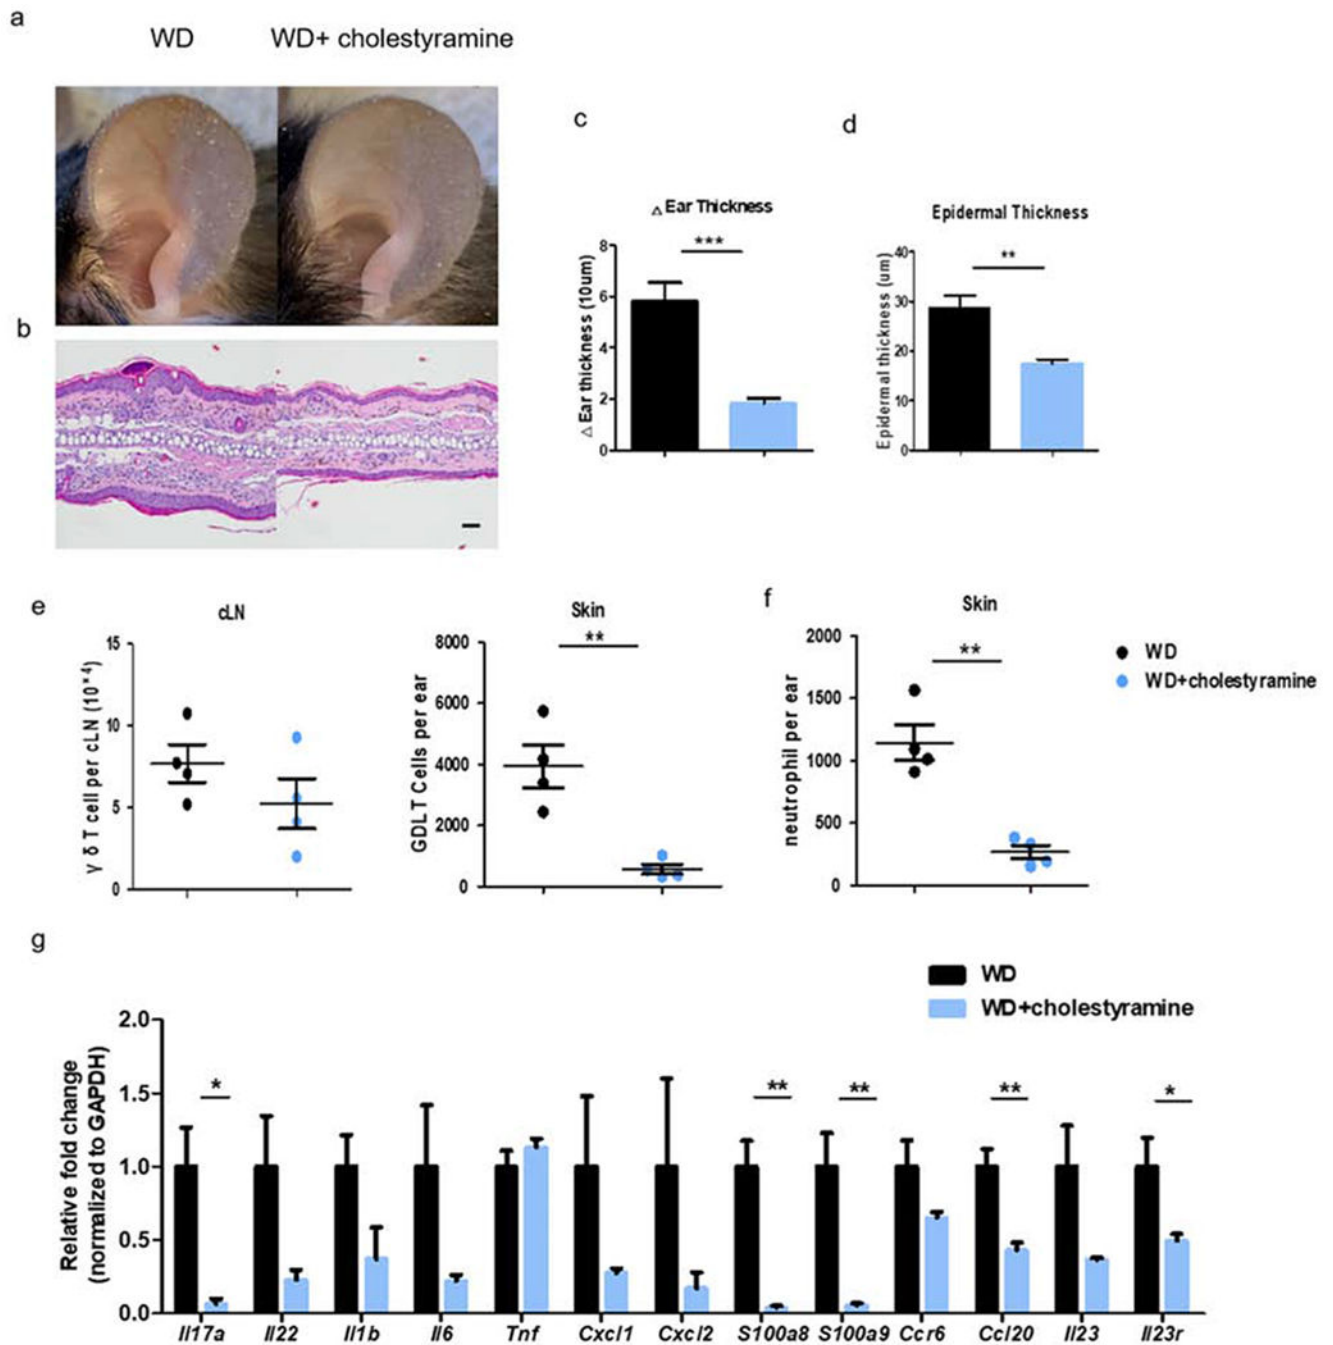 a
WD WD+ cholestyramine
b
c
△ Ear Thickness
△ Ear thickness (10um)
8
6
4
2
0
***
d
Epidermal Thickness
Epidermal thickness (um)
40
30
20
10
0
**
e
cLN
γ δ T cell per cLN (10*4)
15
10
5
0
Skin
GDL T Cells per ear
8000
6000
4000
2000
0
**
f
Skin
neutrophil per ear
2000
1500
1000
500
0
**
WD
WD+cholestyramine
g
WD
WD+cholestyramine
Relative fold change
(normalized to GAPDH)
2.0
1.5
1.0
0.5
0.0
* ** ** ** *
Il17a Il22 Il1b Il6 Tnf Cxcl1 Cxcl2 S100a8 S100a9 Ccr6 Ccl20 Il23 Il23r